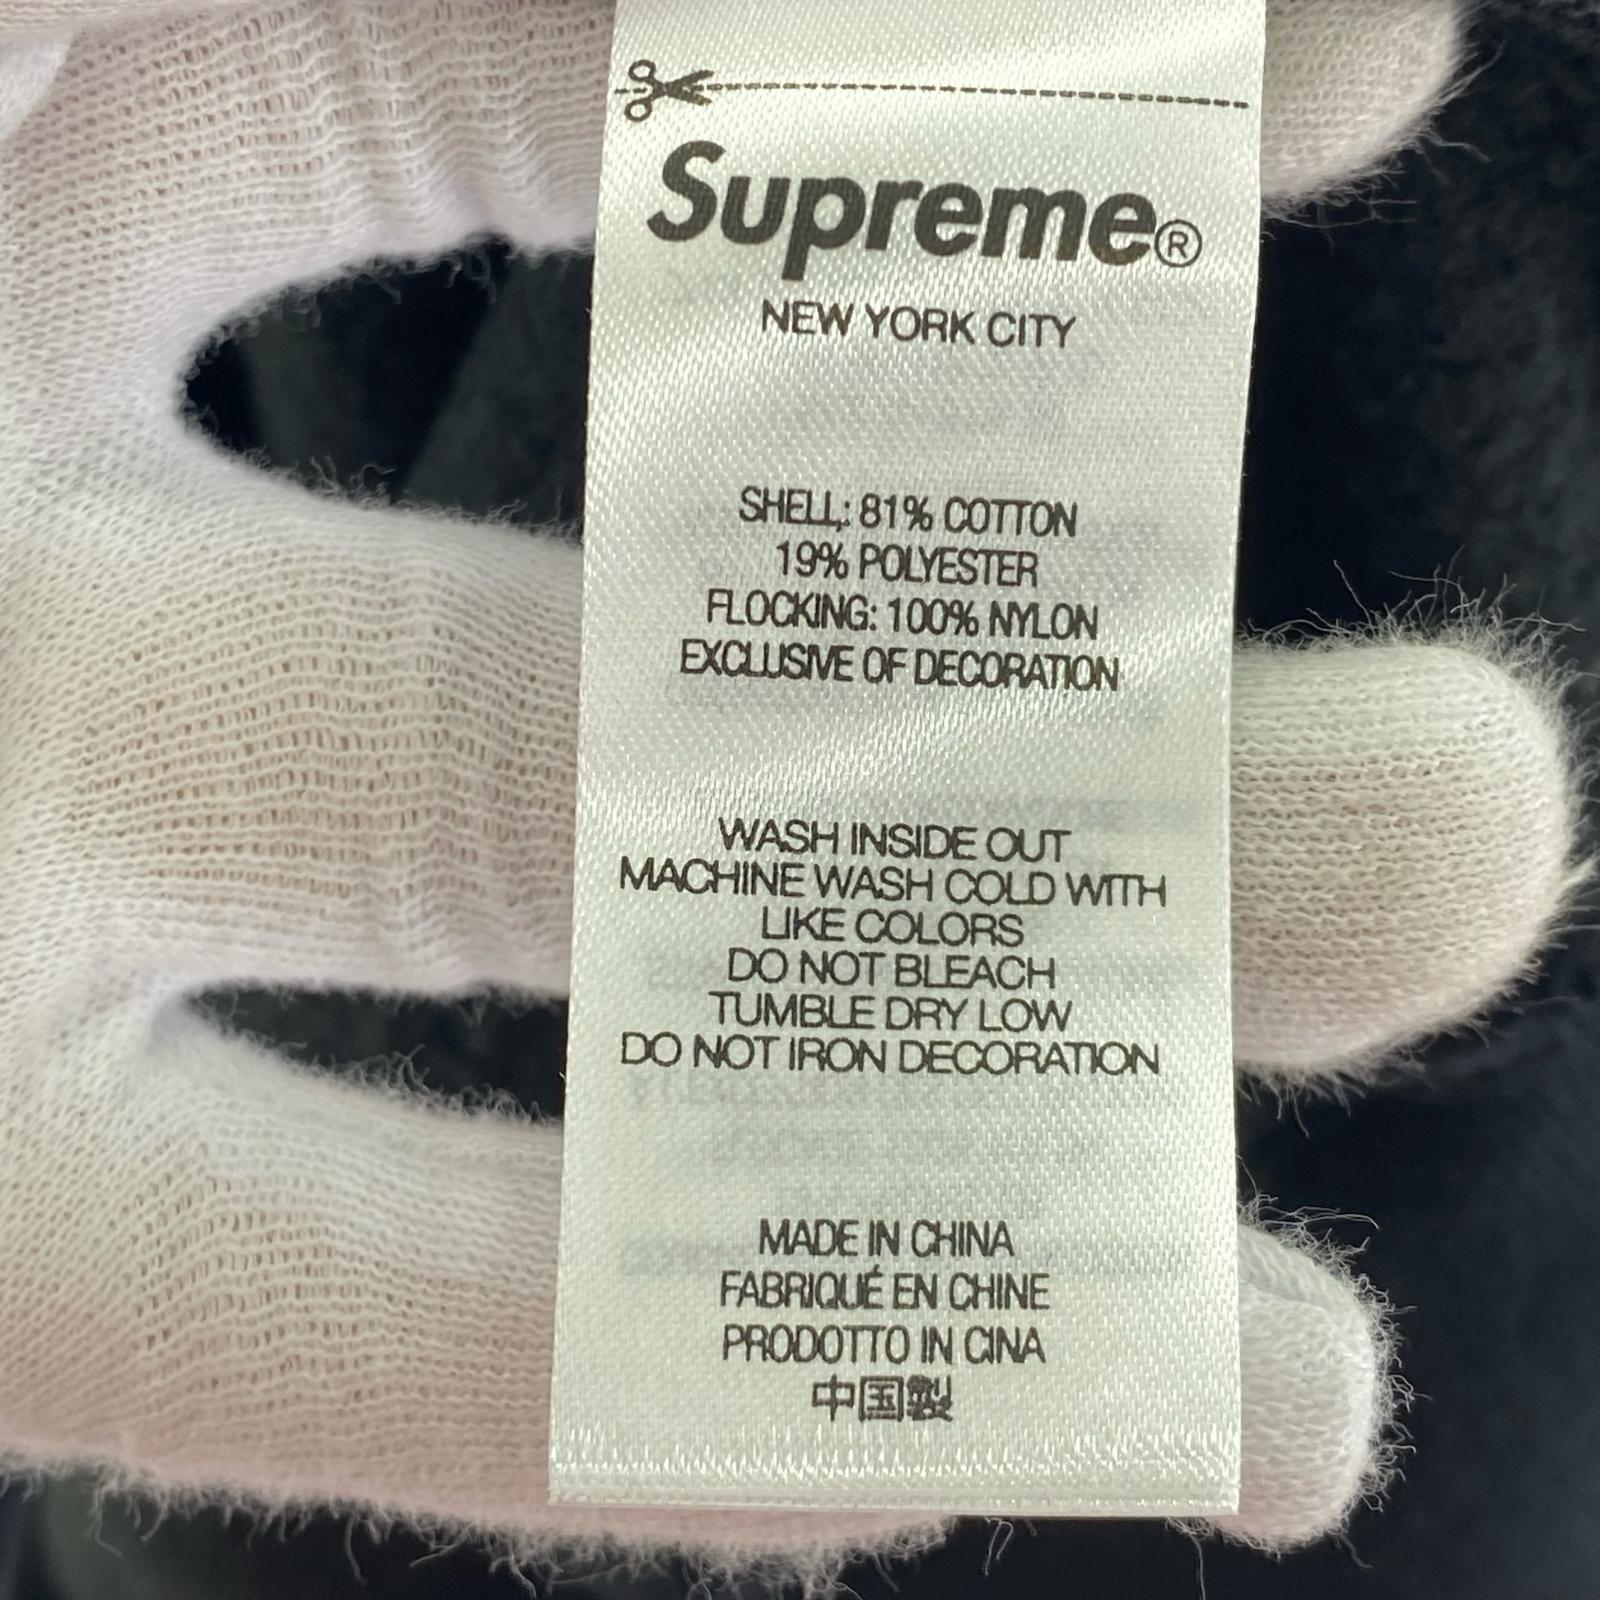 Supreme®
NEW YORK CITY
SHELL,: 81% COTTON
19% POLYESTER
FLOCKING: 100% NYLON
EXCLUSIVE OF DECORATION
WASH INSIDE OUT
MACHINE WASH COLD WITH
LIKE COLORS
DO NOT BLEACH
TUMBLE DRY LOW
DO NOT IRON DECORATION
MADE IN CHINA
FABRIQUÉ EN CHINE
PRODOTTO IN CINA
中国製